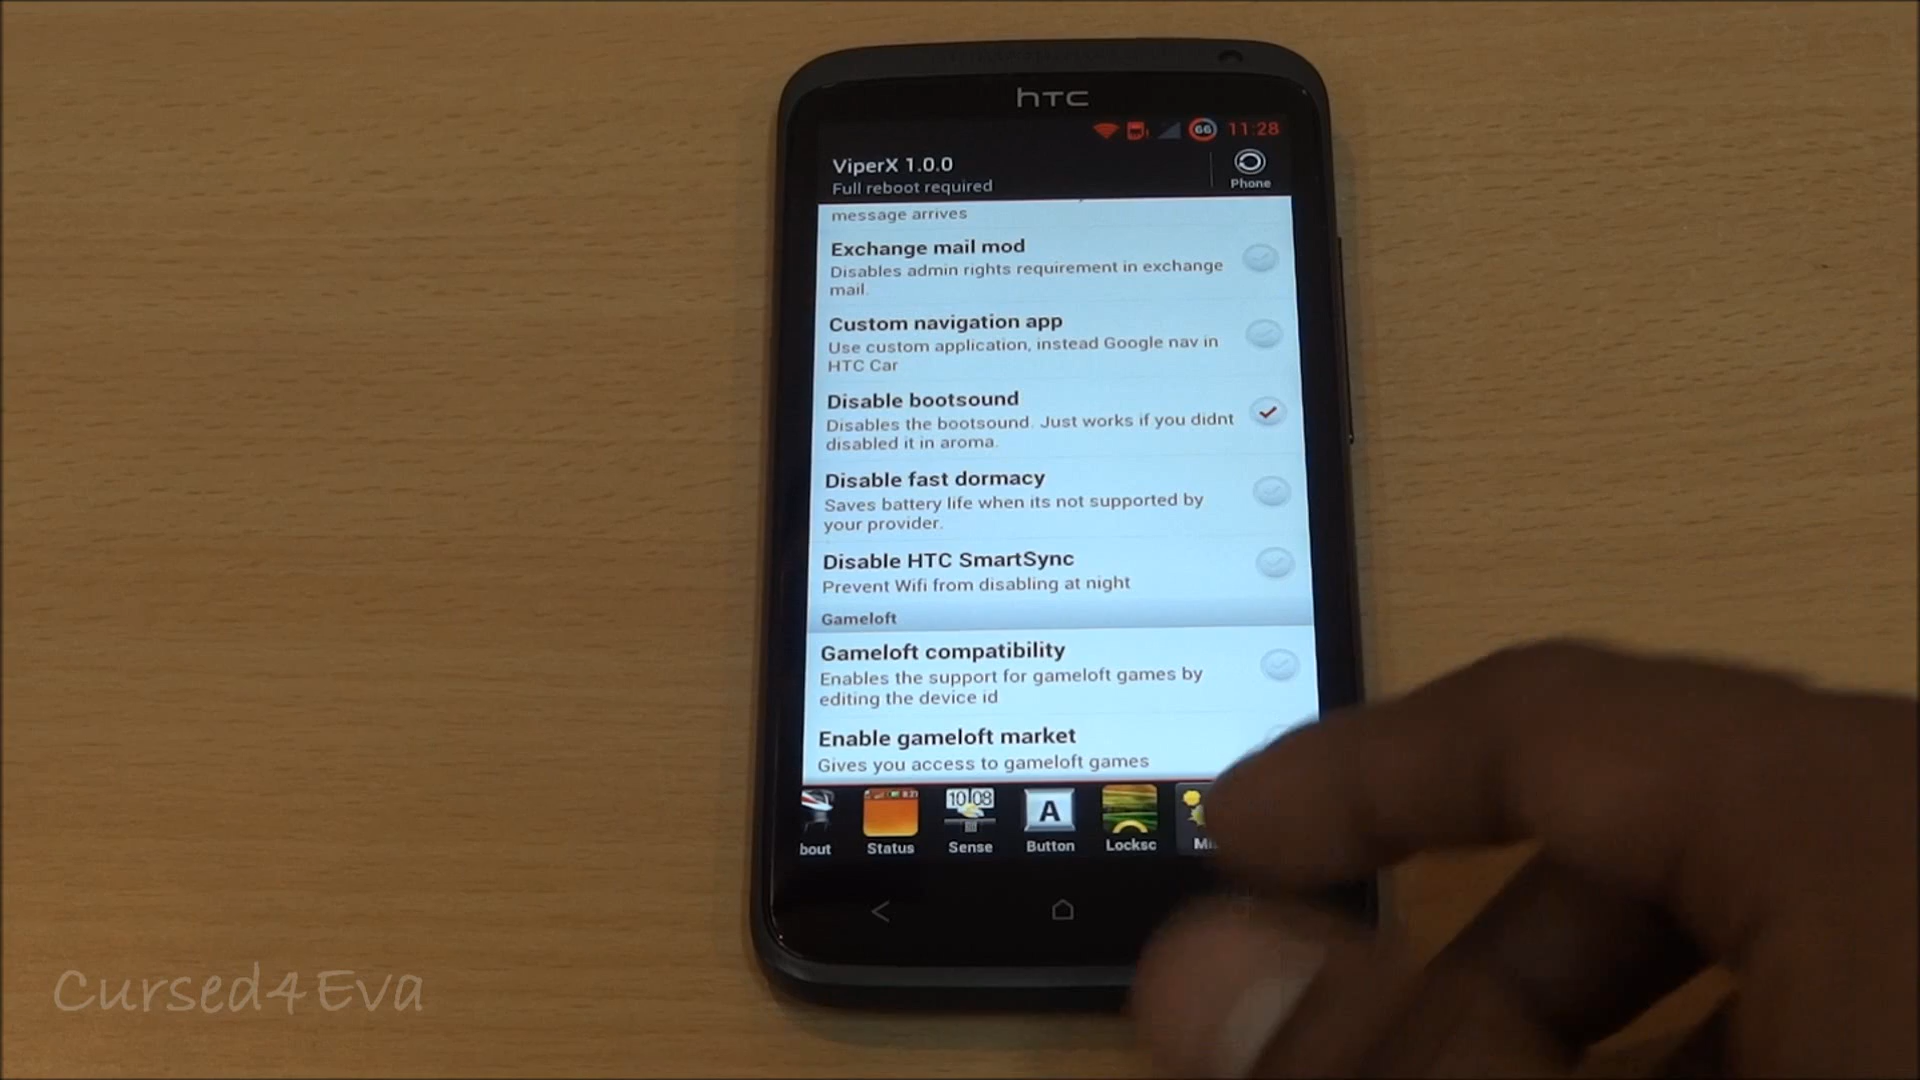 hTC
66 11:28
ViperX 1.0.0
Full reboot required
Phone
message arrives
Exchange mail mod
Disables admin rights requirement in exchange
mail.
Custom navigation app
Use custom application, instead Google nav in
HTC Car
Disable bootsound
Disables the bootsound. Just works if you didnt
disabled it in aroma.
Disable fast dormacy
Saves battery life when its not supported by
your provider.
Disable HTC SmartSync
Prevent Wifi from disabling at night
Gameloft
Gameloft compatibility
Enables the support for gameloft games by
editing the device id
Enable gameloft market
Gives you access to gameloft games
10 08
A
bout Status Sense Button Locksc
Cursed4Eva